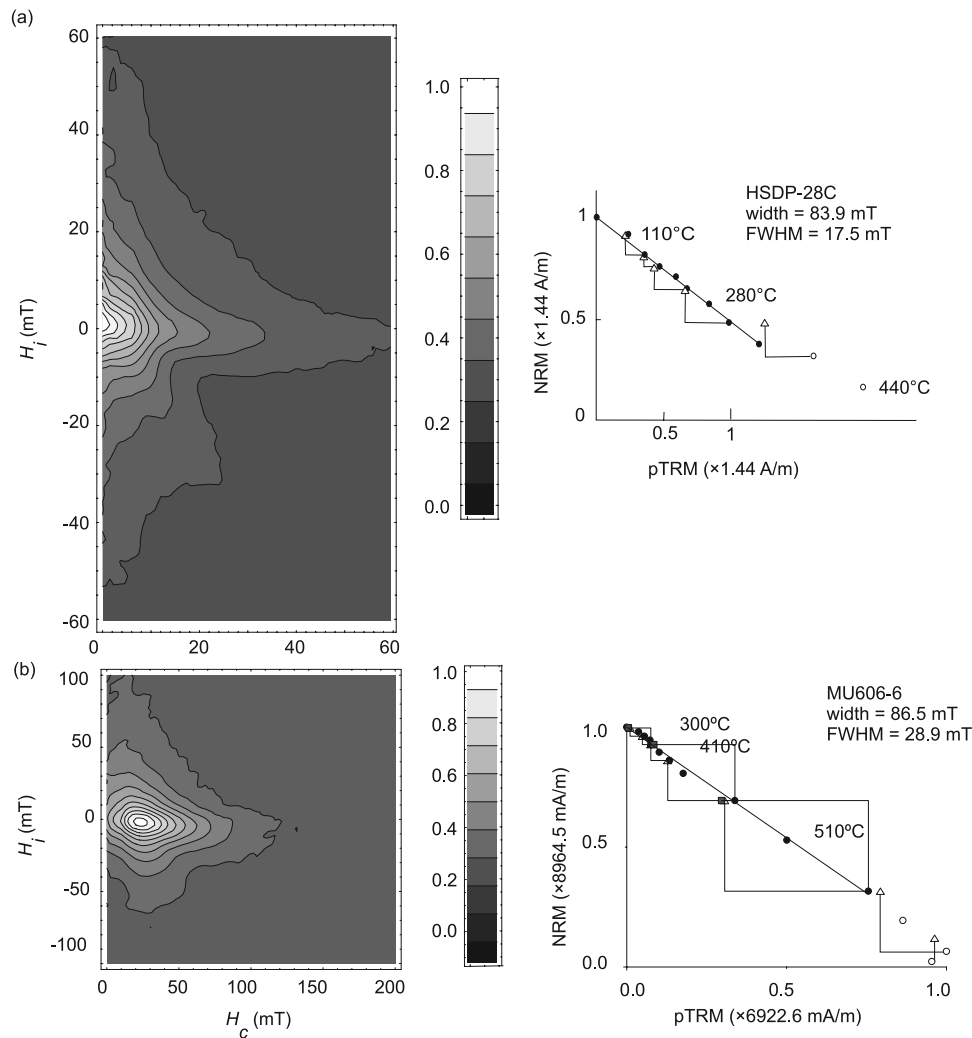 (a)
60
40
20
0
-20
-40
-60
H_i (mT)
0
20
40
60
1.0
0.8
0.6
0.4
0.2
0.0
HSDP-28C
width = 83.9 mT
FWHM = 17.5 mT
110°C
280°C
440°C
1
0.5
0
NRM (×1.44 A/m)
0.5
1
pTRM (×1.44 A/m)
(b)
100
50
0
-50
-100
H_i (mT)
0
50
100
150
200
H_c (mT)
1.0
0.8
0.6
0.4
0.2
0.0
MU606-6
width = 86.5 mT
FWHM = 28.9 mT
300°C
410°C
510°C
1.0
0.5
0.0
NRM (×8964.5 mA/m)
0.0
0.5
1.0
pTRM (×6922.6 mA/m)